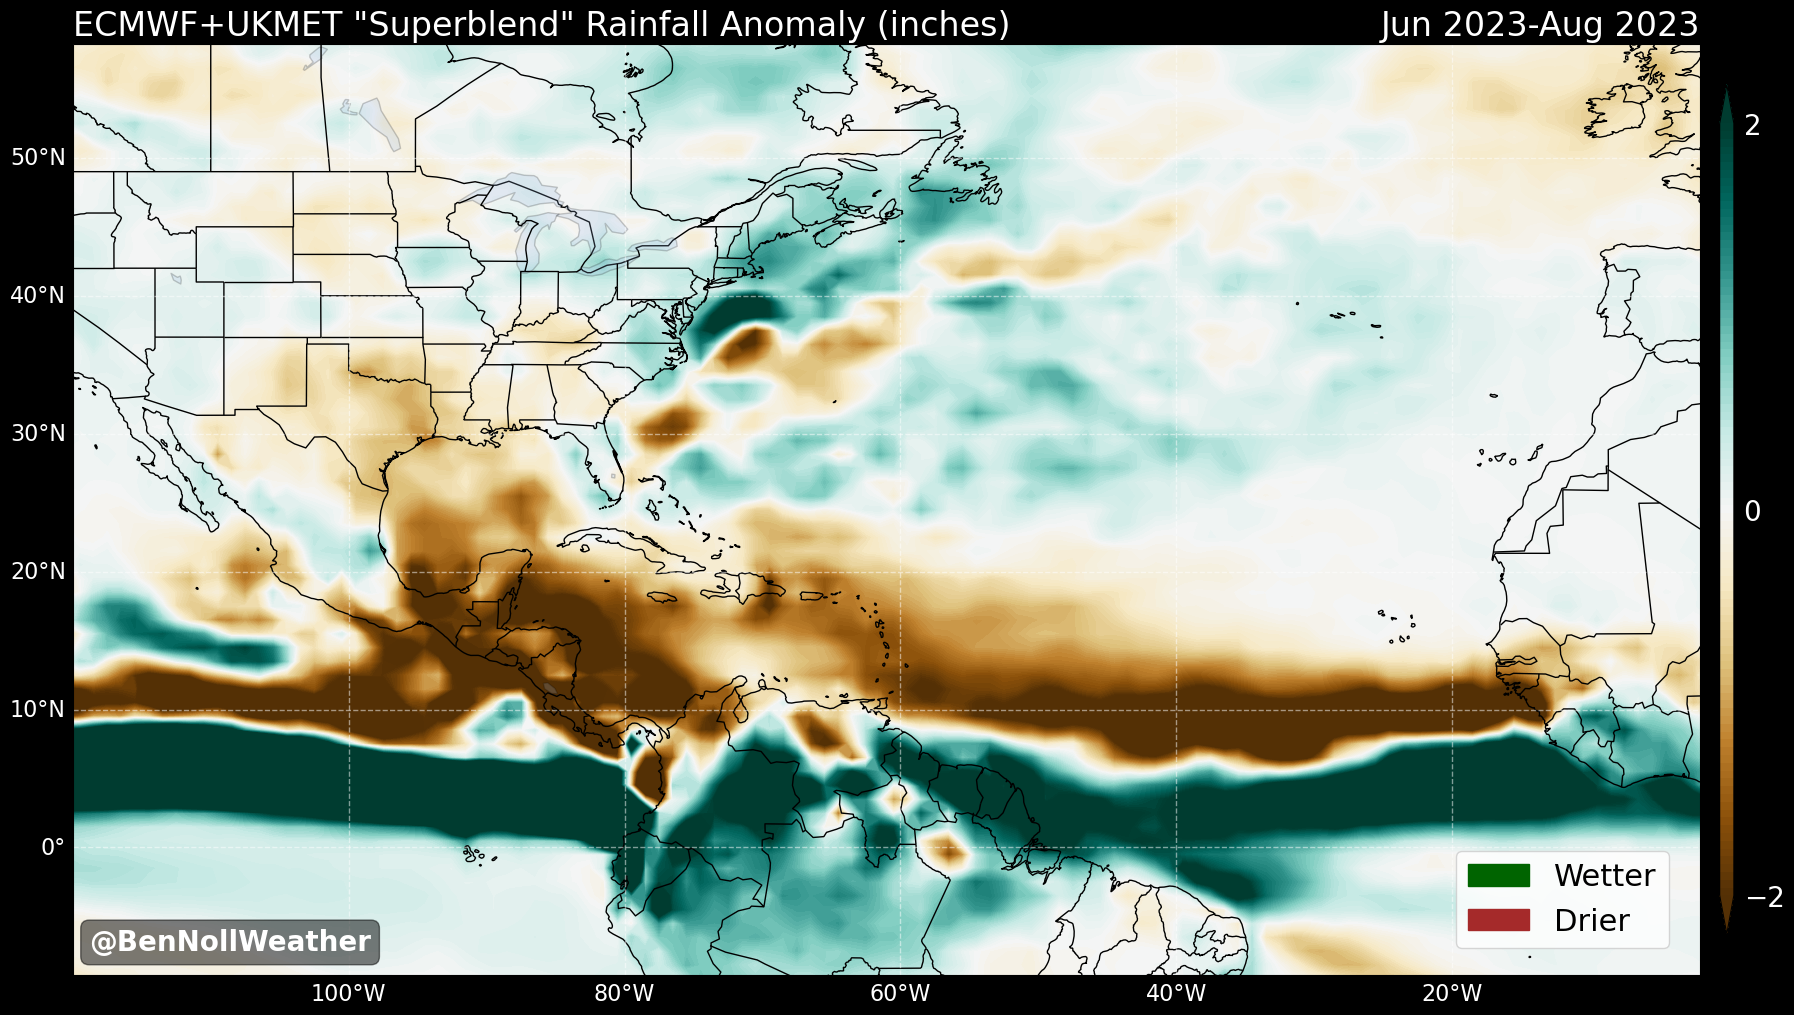 ECMWF+UKMET "Superblend" Rainfall Anomaly (inches)
Jun 2023-Aug 2023
50°N
40°N
30°N
20°N
10°N
0°
100°W
80°W
60°W
40°W
20°W
2
0
−2
Wetter
Drier
@BenNollWeather